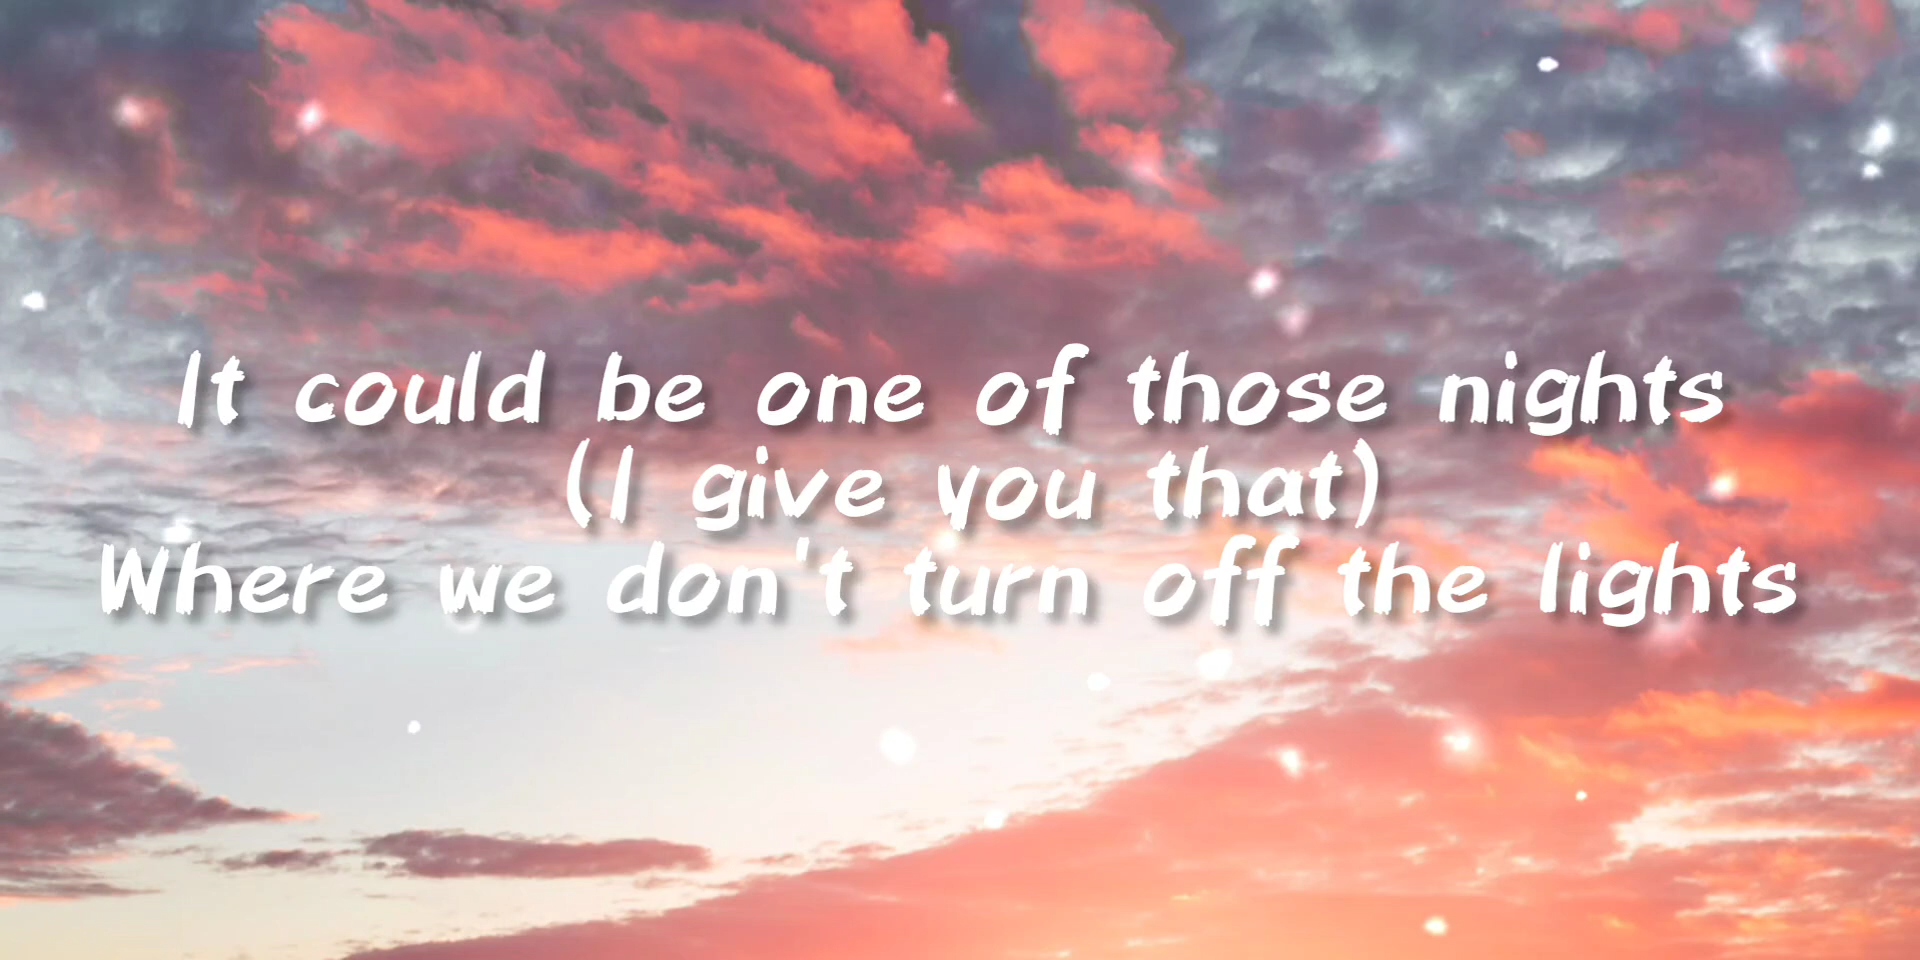 It could be one of those nights
(I give you that)
Where we don't turn off the lights